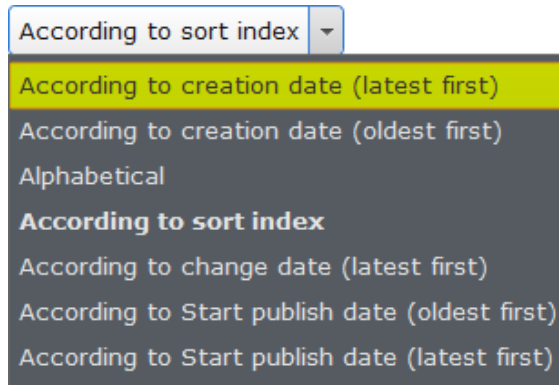 According to sort index
According to creation date (latest first)
According to creation date (oldest first)
Alphabetical
According to sort index
According to change date (latest first)
According to Start publish date (oldest first)
According to Start publish date (latest first)